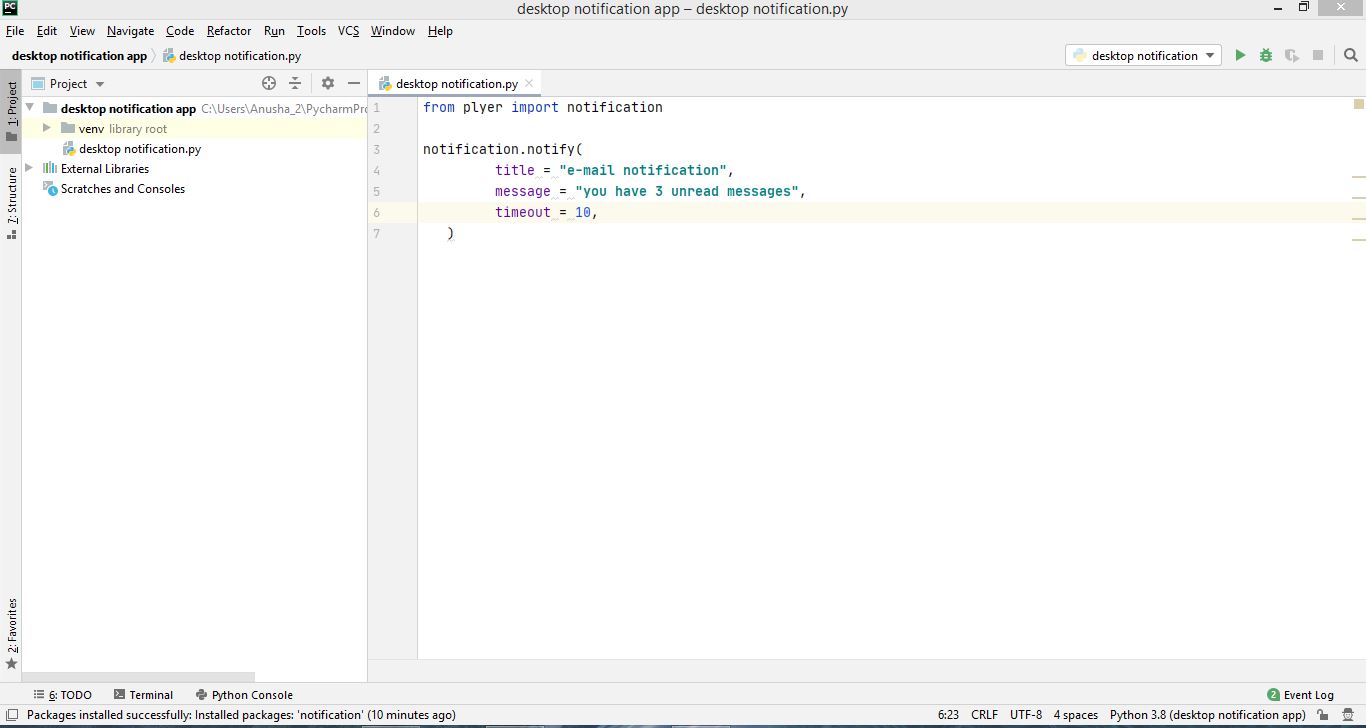 PC
desktop notification app – desktop notification.py
File Edit View Navigate Code Refactor Run Tools VCS Window Help
desktop notification app desktop notification.py
desktop notification
Project
desktop notification.py
1: Project
7: Structure
2: Favorites
desktop notification app C:\Users\Anusha_2\PycharmPro
venv library root
desktop notification.py
External Libraries
Scratches and Consoles
1 from plyer import notification
2
3 notification.notify(
4 title = "e-mail notification",
5 message = "you have 3 unread messages",
6 timeout = 10,
7 )
6: TODO Terminal Python Console
2 Event Log
Packages installed successfully: Installed packages: 'notification' (10 minutes ago)
6:23 CRLF UTF-8 4 spaces Python 3.8 (desktop notification app)